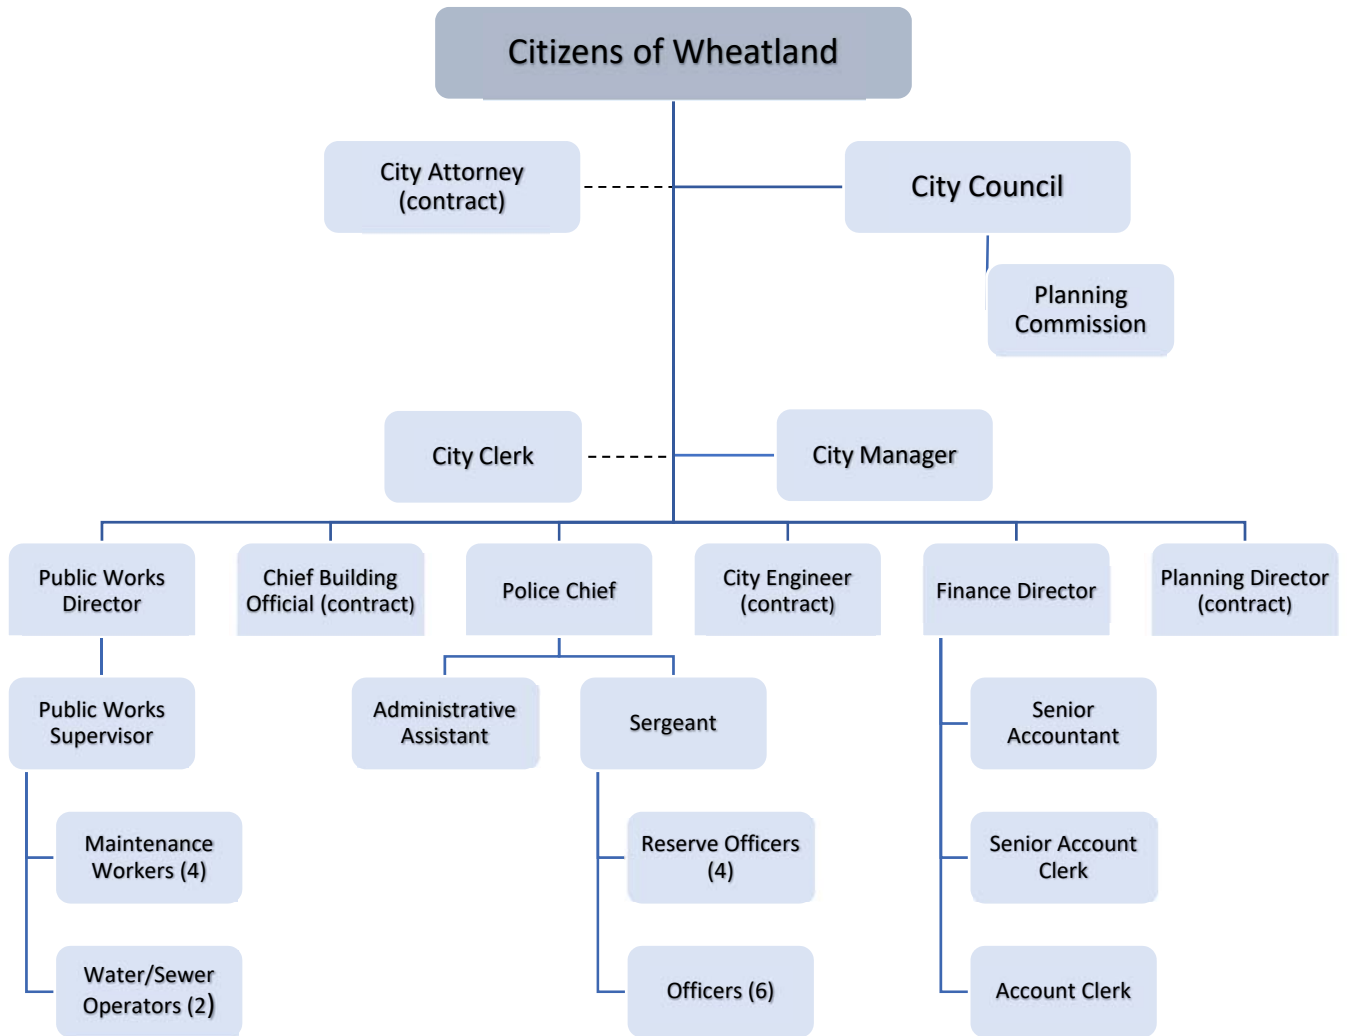 Citizens of Wheatland
City Attorney
(contract)
City Council
Planning
Commission
City Clerk
City Manager
Public Works
Director
Chief Building
Official (contract)
Police Chief
City Engineer
(contract)
Finance Director
Planning Director
(contract)
Public Works
Supervisor
Administrative
Assistant
Sergeant
Senior
Accountant
Maintenance
Workers (4)
Reserve Officers
(4)
Senior Account
Clerk
Water/Sewer
Operators (2)
Officers (6)
Account Clerk